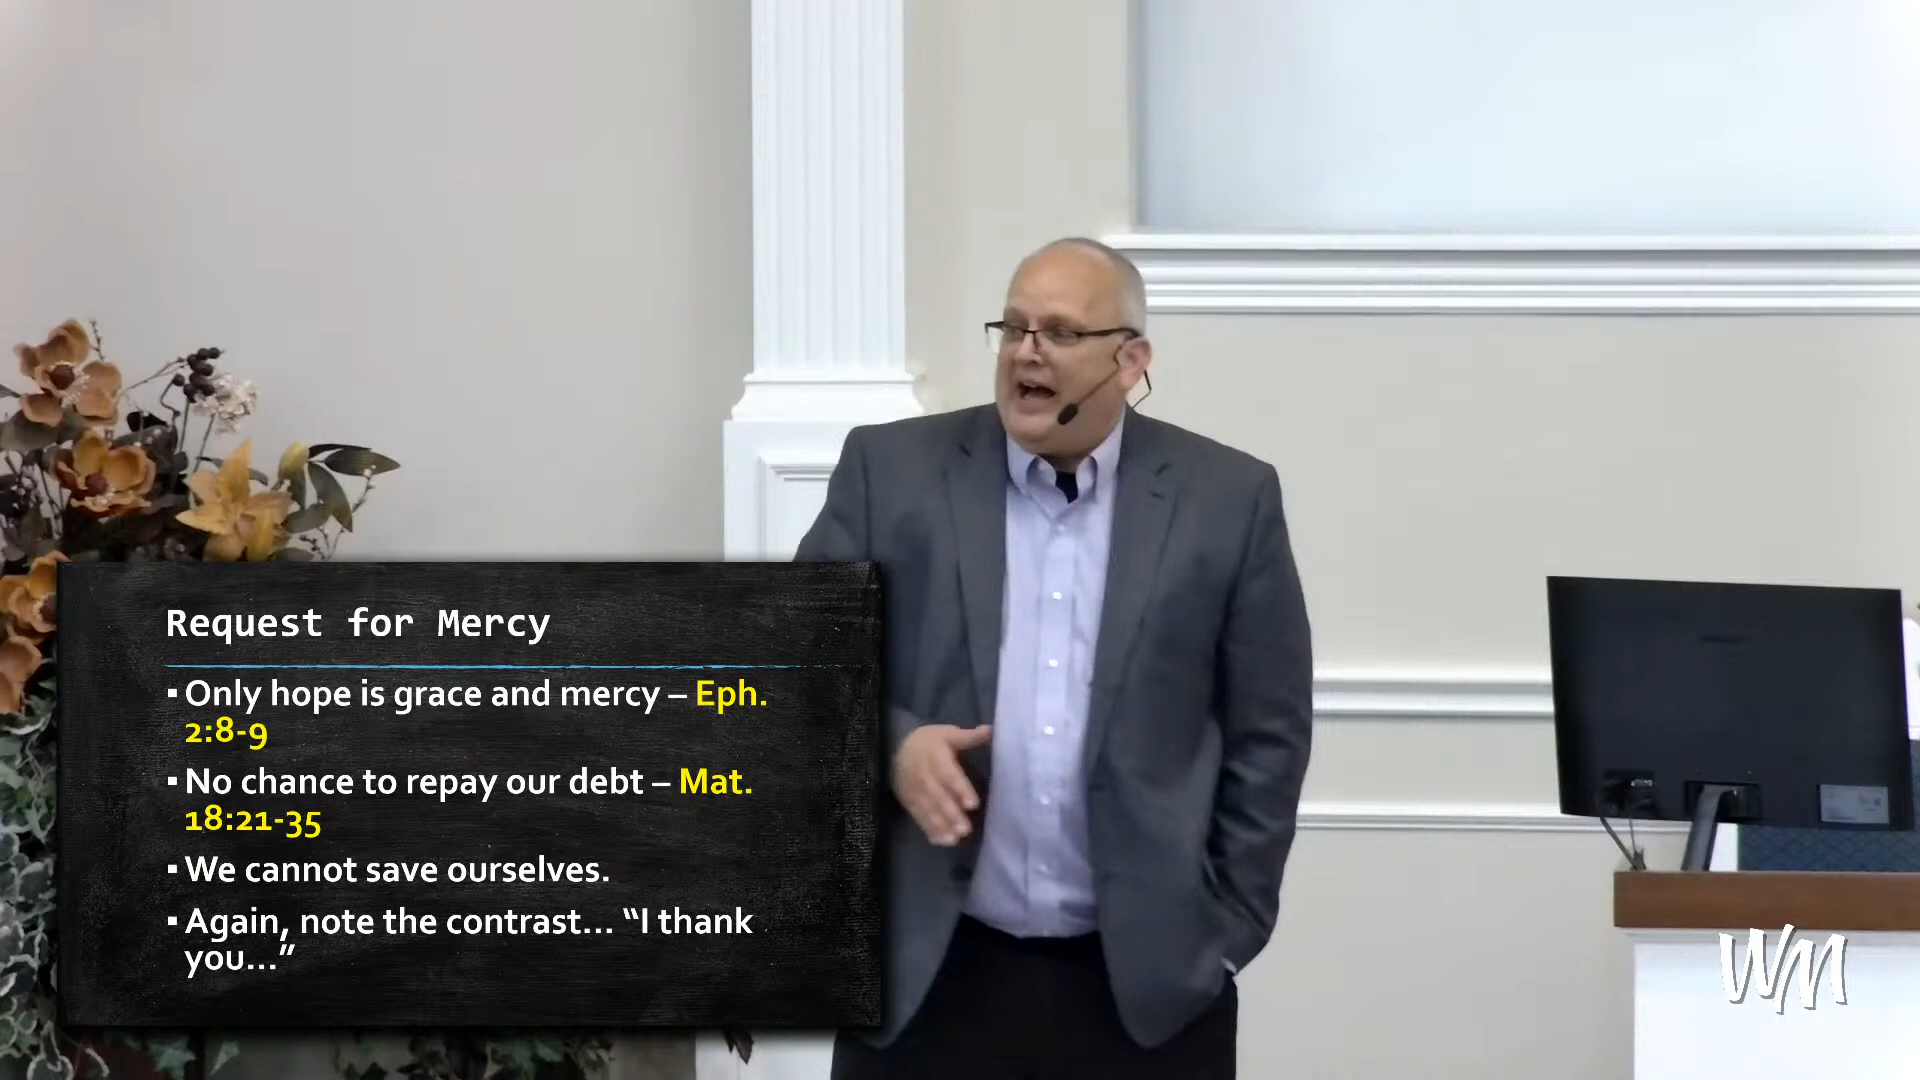 Request for Mercy
▪ Only hope is grace and mercy – Eph.
2:8-9
▪ No chance to repay our debt – Mat.
18:21-35
▪ We cannot save ourselves.
▪ Again, note the contrast... “I thank
you...”
WM